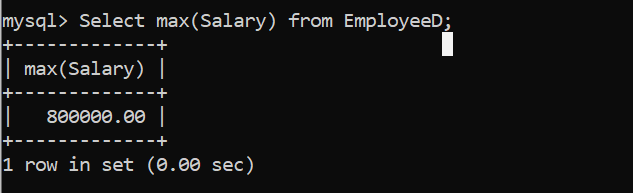 mysql> Select max(Salary) from EmployeeD;
+-------------+
| max(Salary) |
+-------------+
|   800000.00 |
+-------------+
1 row in set (0.00 sec)